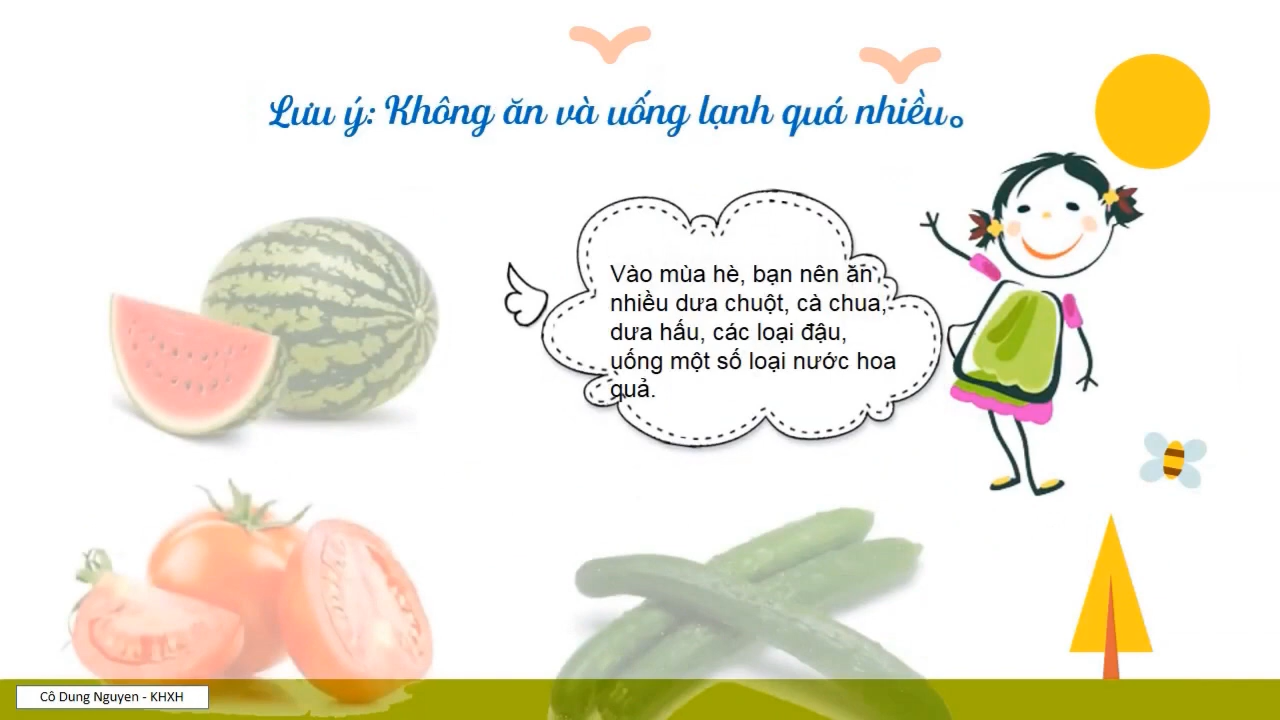 Lưu ý: Không ăn và uống lạnh quá nhiều。
Vào mùa hè, bạn nên ăn
nhiều dưa chuột, cà chua,
dưa hấu, các loại đậu,
uống một số loại nước hoa
quả.
Cô Dung Nguyen - KHXH